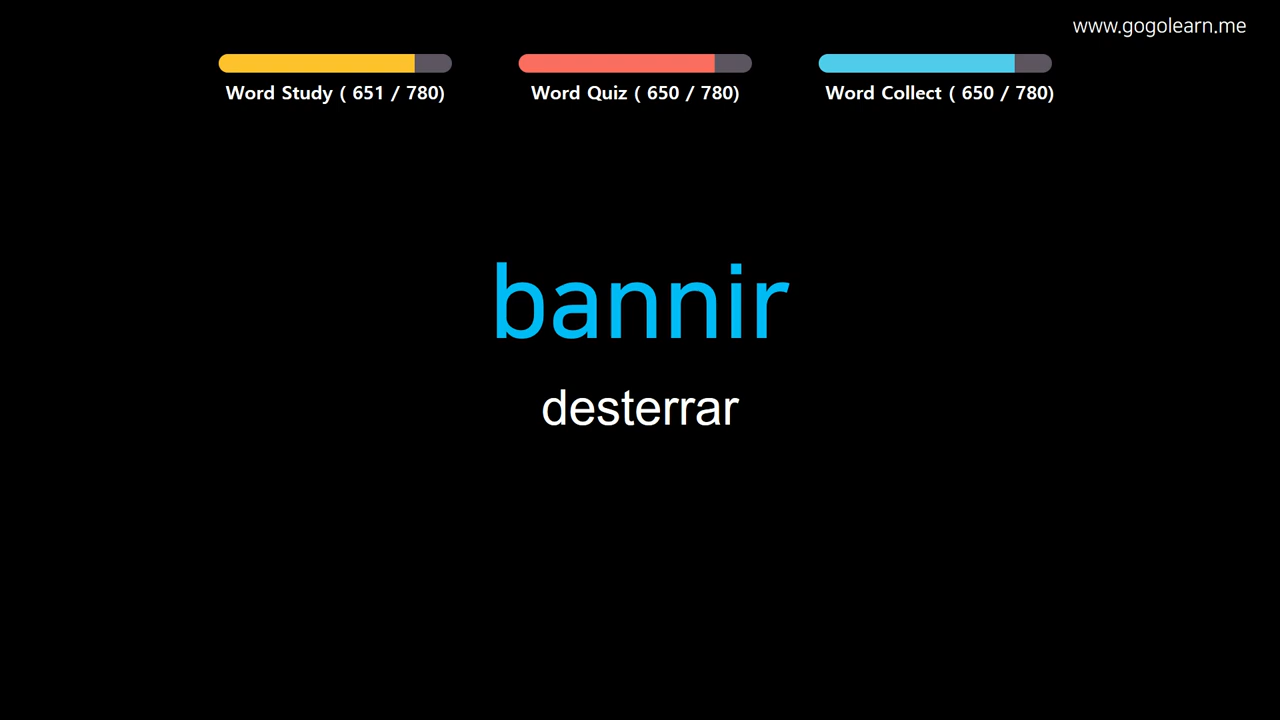 www.gogolearn.me
Word Study ( 651 / 780)
Word Quiz ( 650 / 780)
Word Collect ( 650 / 780)
bannir
desterrar